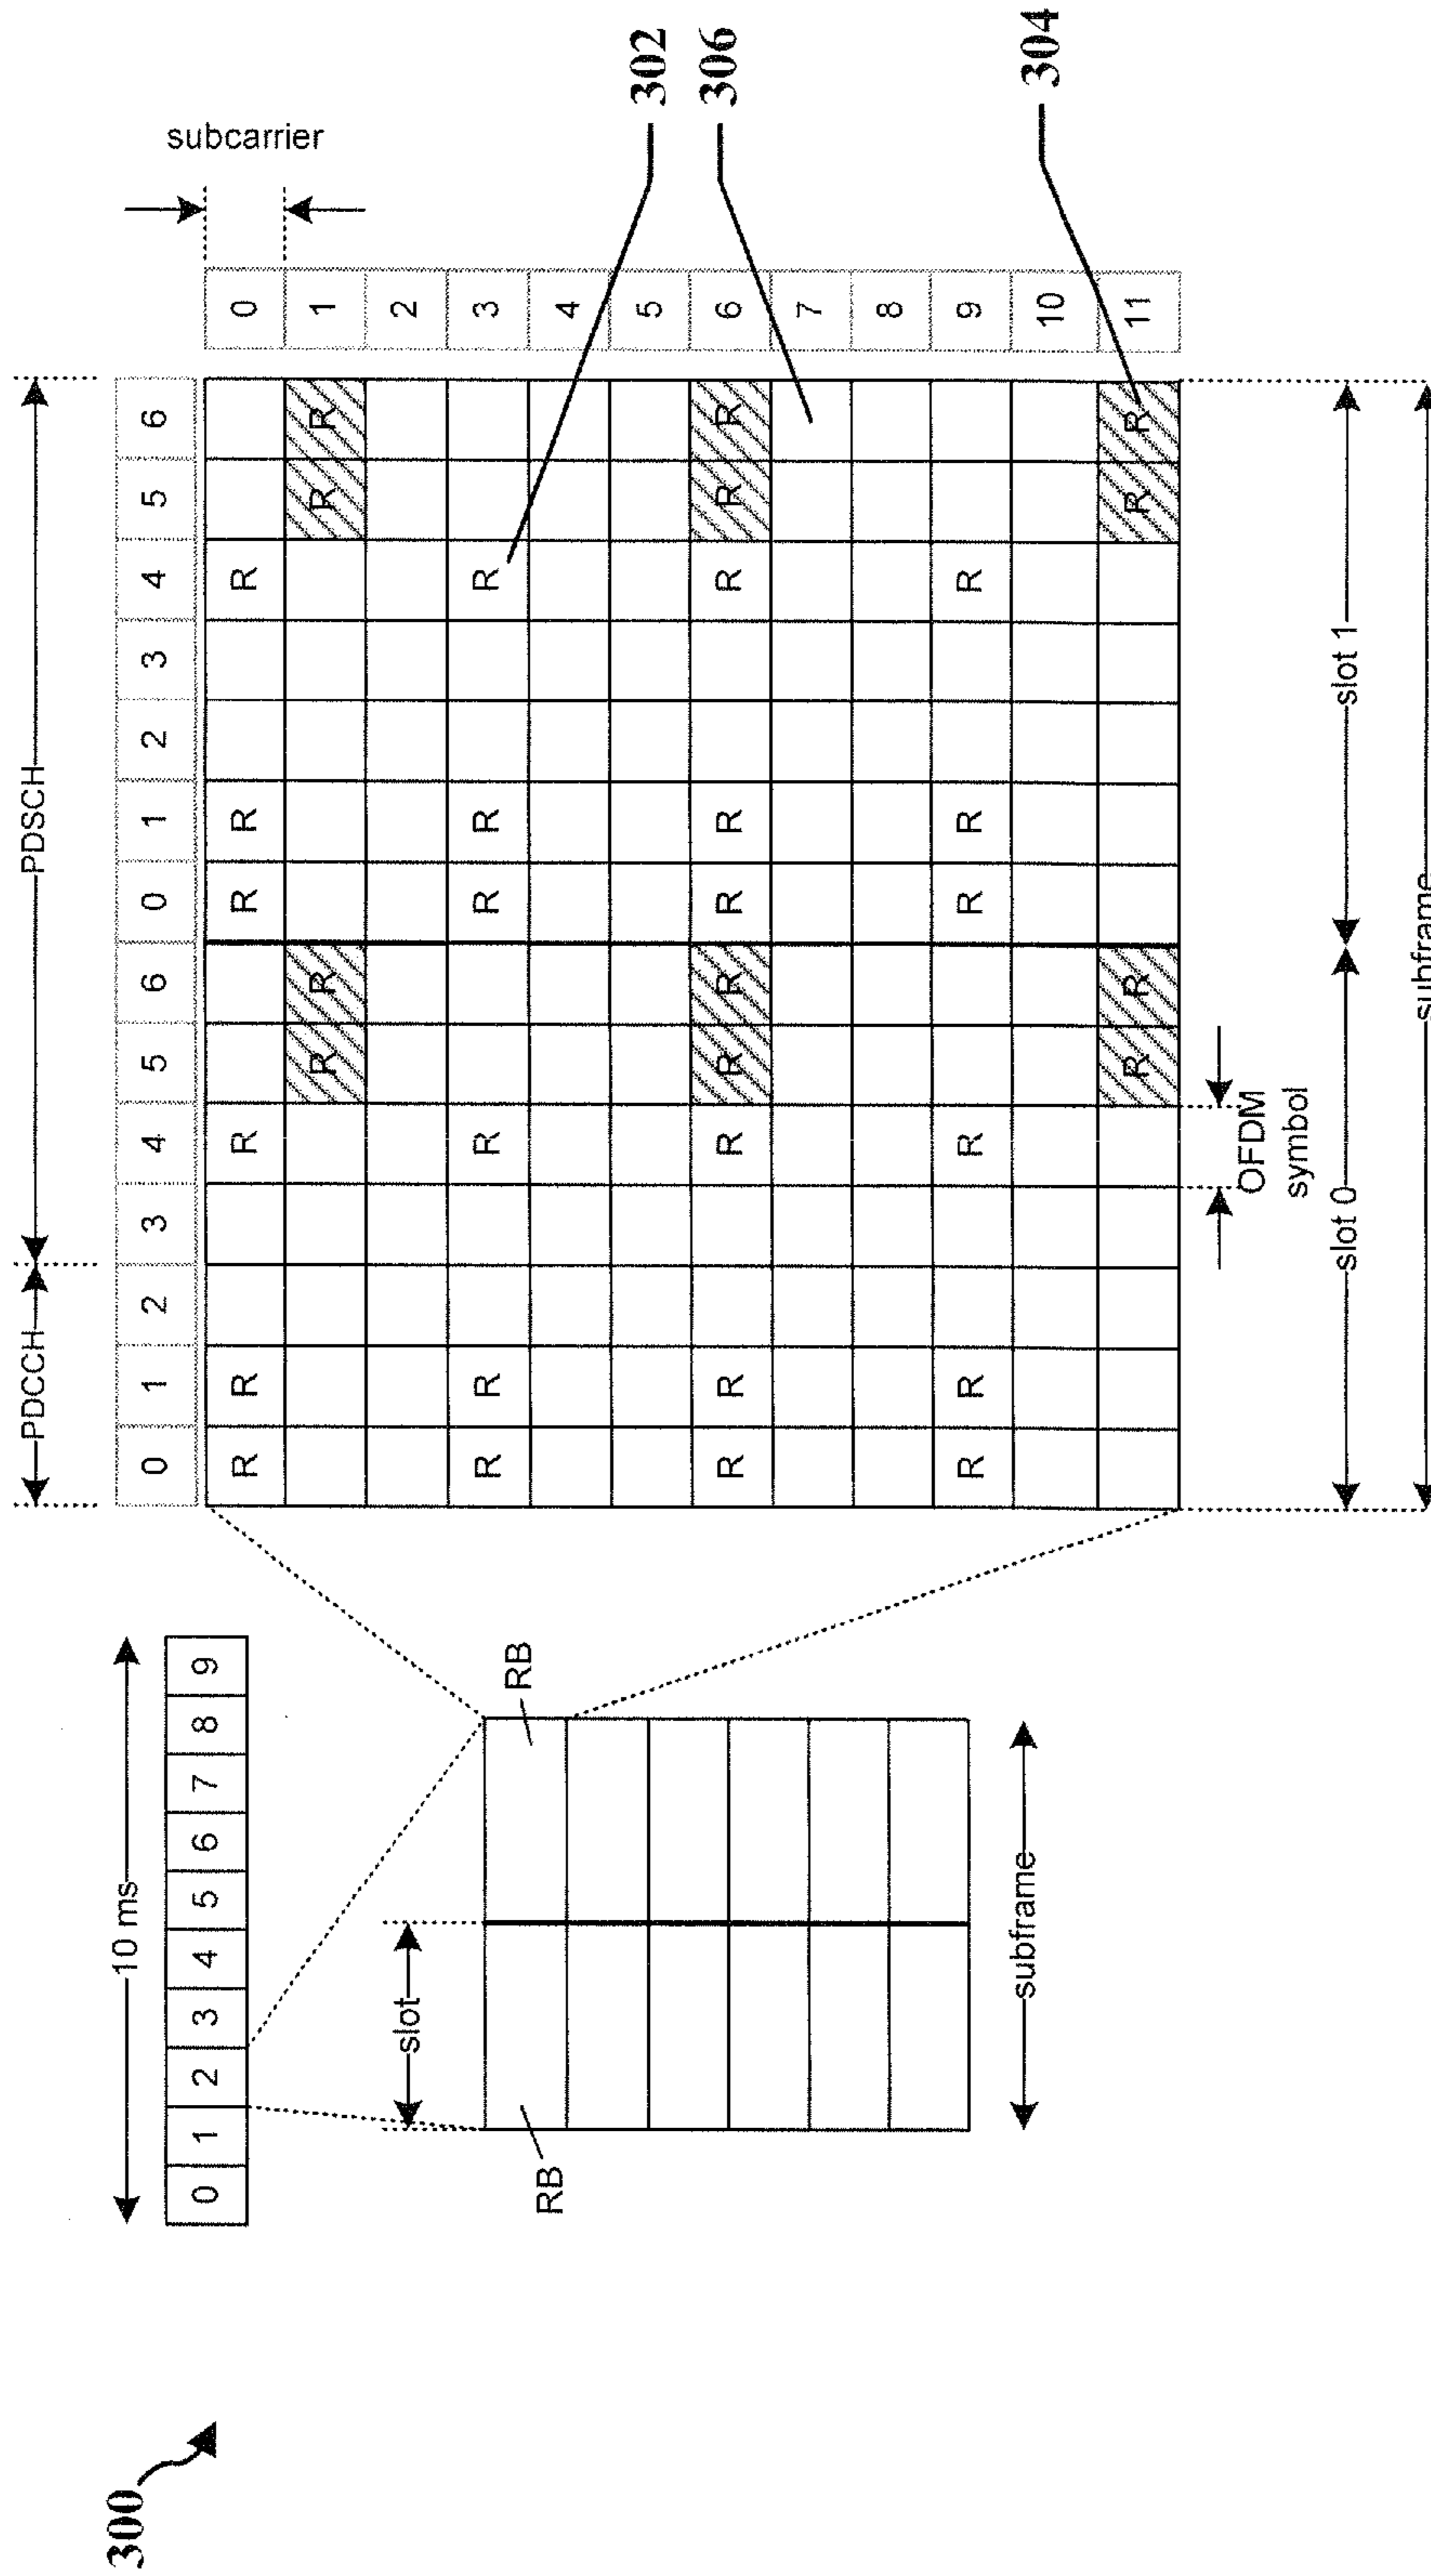 PDCCH PDSCH
300
10 ms
0 1 2 3 4 5 6 7 8 9
0 1 2 3 4 5 6 0 1 2 3 4 5 6
subcarrier
R R R R R R 0
R R R R 1
2
R R R R R R 3
4
5
R R R R R R R R R R 6
7
8
R R R R R R 9
10
R R R R 11
302
306
304
slot
RB RB
subframe
OFDM
symbol
slot 0 slot 1
subframe